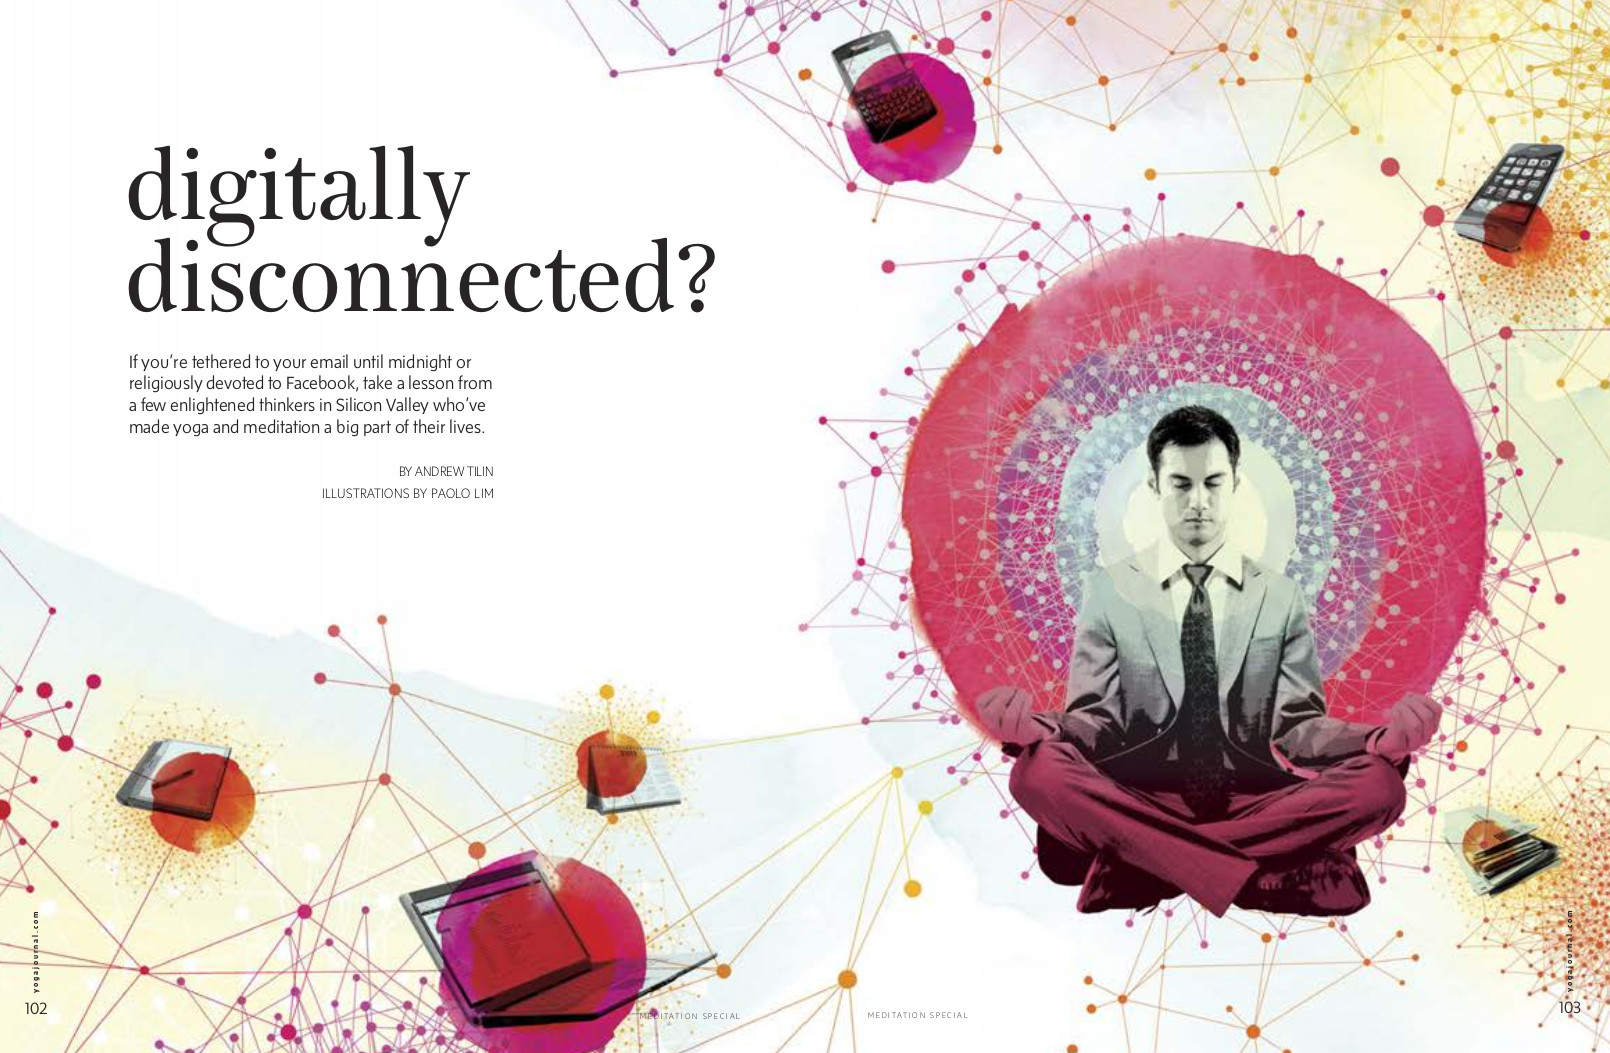 digitally
disconnected?
If you're tethered to your email until midnight or
religiously devoted to Facebook, take a lesson from
a few enlightened thinkers in Silicon Valley who've
made yoga and meditation a big part of their lives.
BY ANDREW TILIN
ILLUSTRATIONS BY PAOLO LIM
yogajournal.com
102
MEDITATION SPECIAL
MEDITATION SPECIAL
yogajournal.com
103